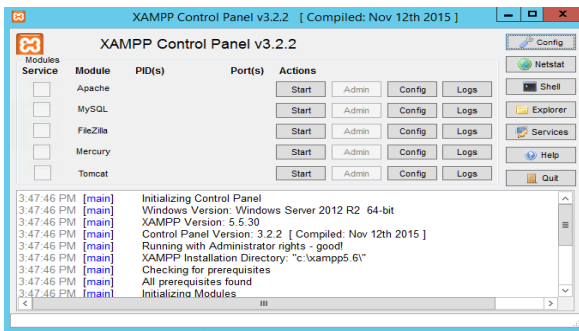 XAMPP Control Panel v3.2.2 [ Compiled: Nov 12th 2015 ]
XAMPP Control Panel v3.2.2
Config
Modules
Service Module PID(s) Port(s) Actions
Netstat
Apache Start Admin Config Logs
Shell
MySQL Start Admin Config Logs
Explorer
FileZilla Start Admin Config Logs
Services
Mercury Start Admin Config Logs
Help
Tomcat Start Admin Config Logs
Quit
3:47:46 PM [main] Initializing Control Panel
3:47:46 PM [main] Windows Version: Windows Server 2012 R2 64-bit
3:47:46 PM [main] XAMPP Version: 5.5.30
3:47:46 PM [main] Control Panel Version: 3.2.2 [ Compiled: Nov 12th 2015 ]
3:47:46 PM [main] Running with Administrator rights - good!
3:47:46 PM [main] XAMPP Installation Directory: "c:\xampp5.6\"
3:47:46 PM [main] Checking for prerequisites
3:47:46 PM [main] All prerequisites found
3:47:46 PM [main] Initializing Modules